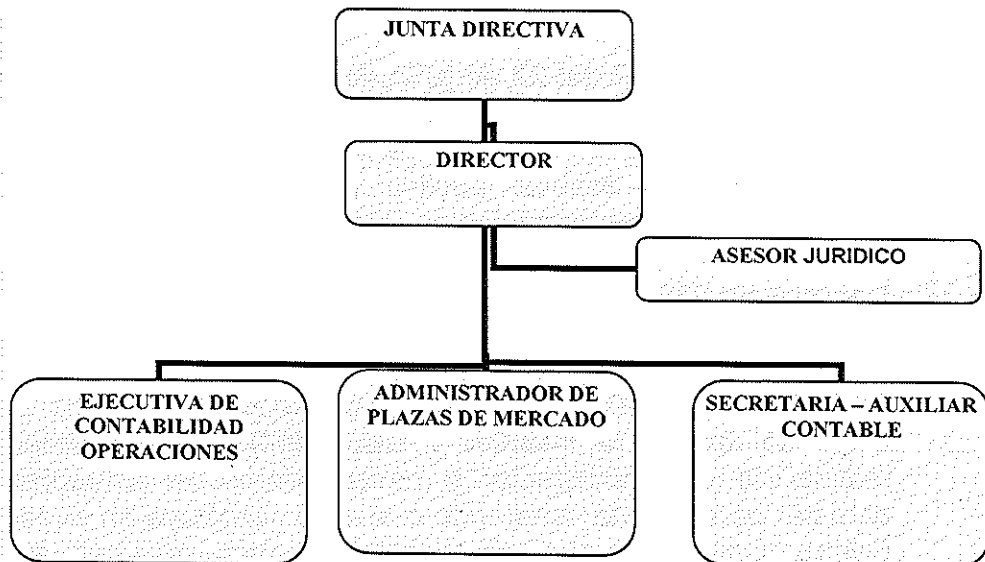 JUNTA DIRECTIVA
DIRECTOR
ASESOR JURIDICO
EJECUTIVA DE
CONTABILIDAD
OPERACIONES
ADMINISTRADOR DE
PLAZAS DE MERCADO
SECRETARIA – AUXILIAR
CONTABLE